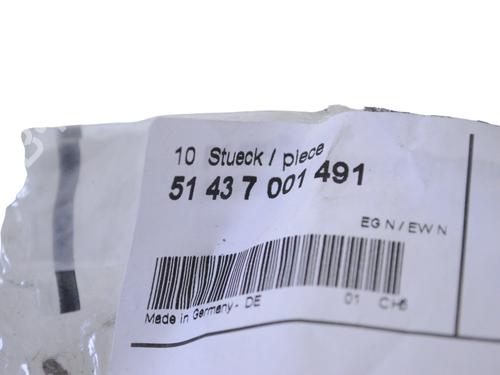 10 Stueck / piece
51 43 7 001 491
EG N / EW N
Made in Germany - DE 01 CH6